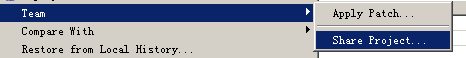 Team
Apply Patch...
Compare With
Share Project...
Restore from Local History...